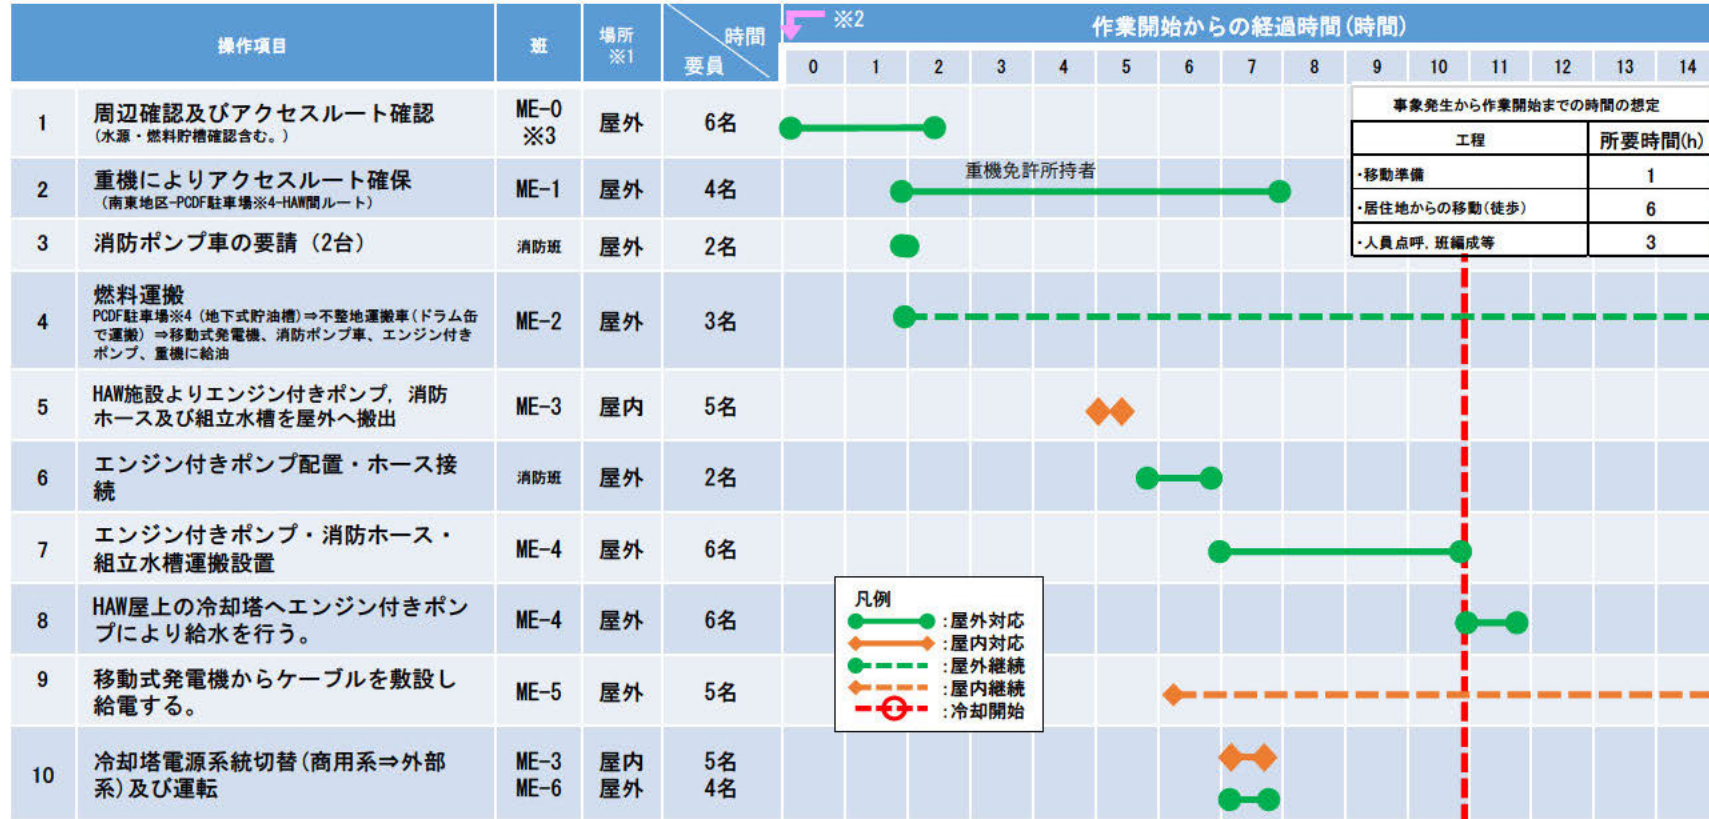 操作項目
班
場所
※1
時間
要員
※2
作業開始からの経過時間(時間)
0 1 2 3 4 5 6 7 8 9 10 11 12 13 14
1
周辺確認及びアクセスルート確認
(水源・燃料貯槽確認含む。)
ME-0
※3
屋外
6名
2
重機によりアクセスルート確保
(南東地区-PCDF駐車場※4-HAW間ルート)
ME-1
屋外
4名
重機免許所持者
3
消防ポンプ車の要請(2台)
消防班
屋外
2名
4
燃料運搬
PCDF駐車場※4 (地下式貯油槽)⇒不整地運搬車(ドラム缶
で運搬) ⇒移動式発電機、消防ポンプ車、エンジン付き
ポンプ、重機に給油
ME-2
屋外
3名
5
HAW施設よりエンジン付きポンプ, 消防
ホース及び組立水槽を屋外へ搬出
ME-3
屋内
5名
6
エンジン付きポンプ配置・ホース接
続
消防班
屋外
2名
7
エンジン付きポンプ・消防ホース・
組立水槽運搬設置
ME-4
屋外
6名
8
HAW屋上の冷却塔へエンジン付きポン
プにより給水を行う。
ME-4
屋外
6名
9
移動式発電機からケーブルを敷設し
給電する。
ME-5
屋外
5名
10
冷却塔電源系統切替(商用系⇒外部
系)及び運転
ME-3
屋内
5名
ME-6
屋外
4名
事象発生から作業開始までの時間の想定
工程
所要時間(h)
・移動準備
1
・居住地からの移動(徒歩)
6
・人員点呼, 班編成等
3
凡例
:屋外対応
:屋内対応
:屋外継続
:屋内継続
:冷却開始